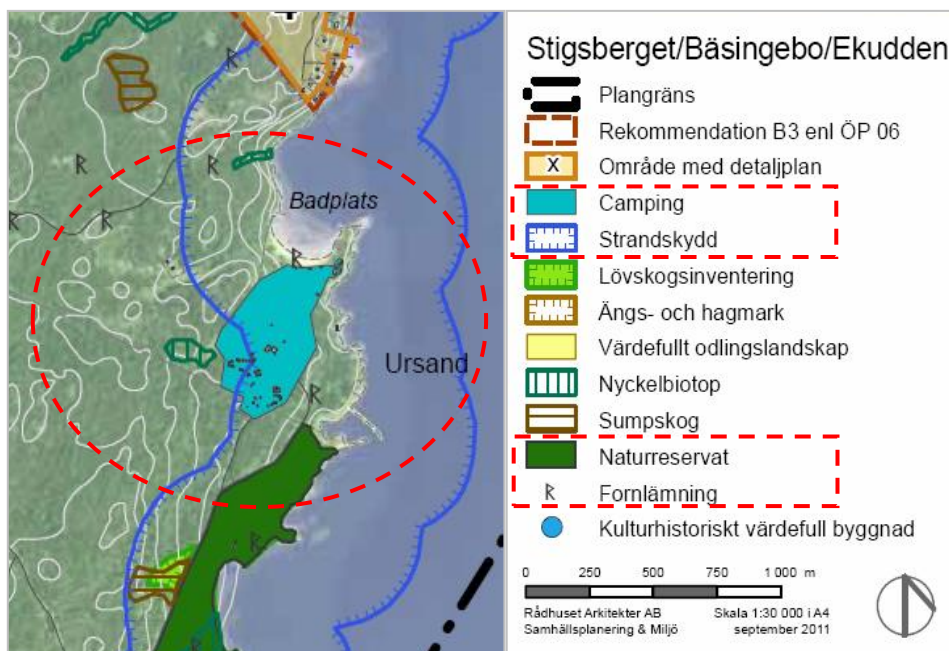 4
R
R
R
R
R
Badplats
R
Ursand
R
R
Stigsberget/Bäsingebo/Ekudden
Plangräns
Rekommendation B3 enl ÖP 06
X Område med detaljplan
Camping
Strandskydd
Lövskogsinventering
Ängs- och hagmark
Värdefullt odlingslandskap
Nyckelbiotop
Sumpskog
Naturreservat
R Fornlämning
Kulturhistoriskt värdefull byggnad
0 250 500 750 1 000 m
Rådhuset Arkitekter AB Skala 1:30 000 i A4
Samhällsplanering & Miljö september 2011